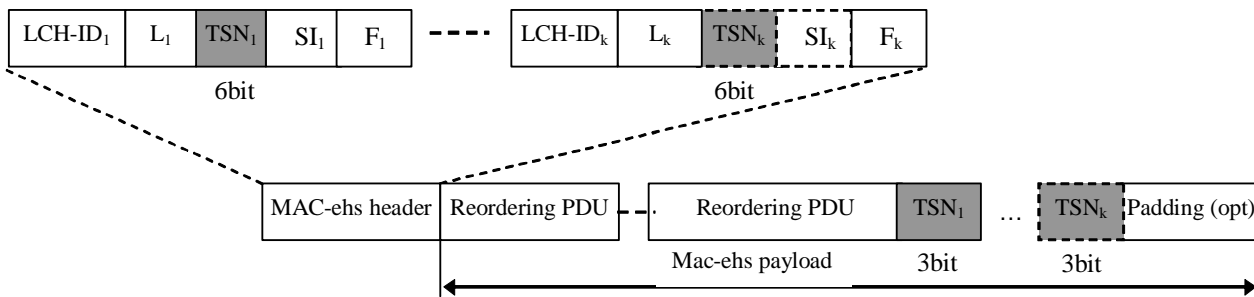 LCH-ID1 L1 TSN1 SI1 F1 LCH-IDk Lk TSNk SIk Fk
6bit 6bit
MAC-ehs header Reordering PDU Reordering PDU TSN1 ... TSNk Padding (opt)
Mac-ehs payload 3bit 3bit